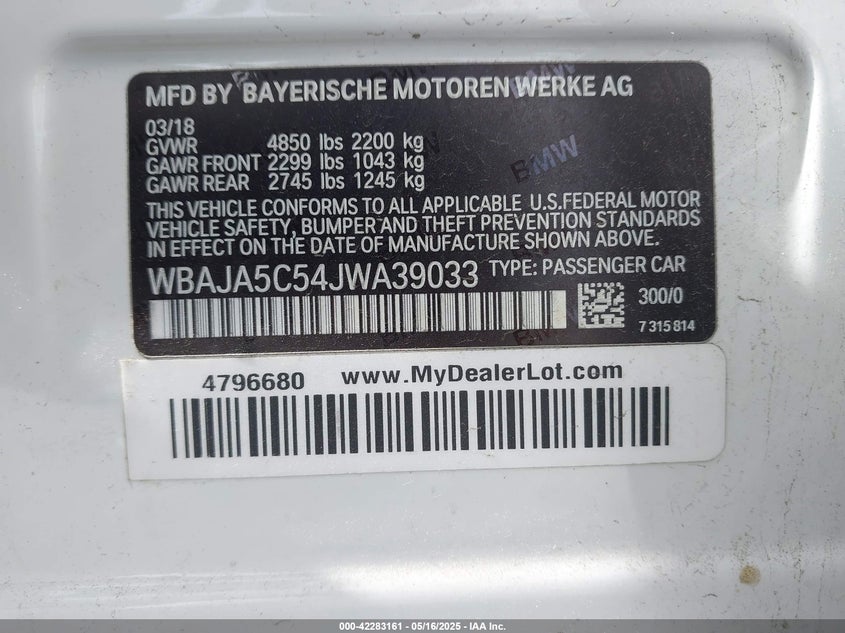 MFD BY BAYERISCHE MOTOREN WERKE AG
03/18
GVWR 4850 lbs 2200 kg
GAWR FRONT 2299 lbs 1043 kg
GAWR REAR 2745 lbs 1245 kg
BMW
THIS VEHICLE CONFORMS TO ALL APPLICABLE U.S.FEDERAL MOTOR
VEHICLE SAFETY, BUMPER AND THEFT PREVENTION STANDARDS
IN EFFECT ON THE DATE OF MANUFACTURE SHOWN ABOVE.
WBAJA5C54JWA39033 TYPE: PASSENGER CAR
300/0
7 315 814
4796680 www.MyDealerLot.com
000-42283161 - 05/16/2025 - IAA Inc.